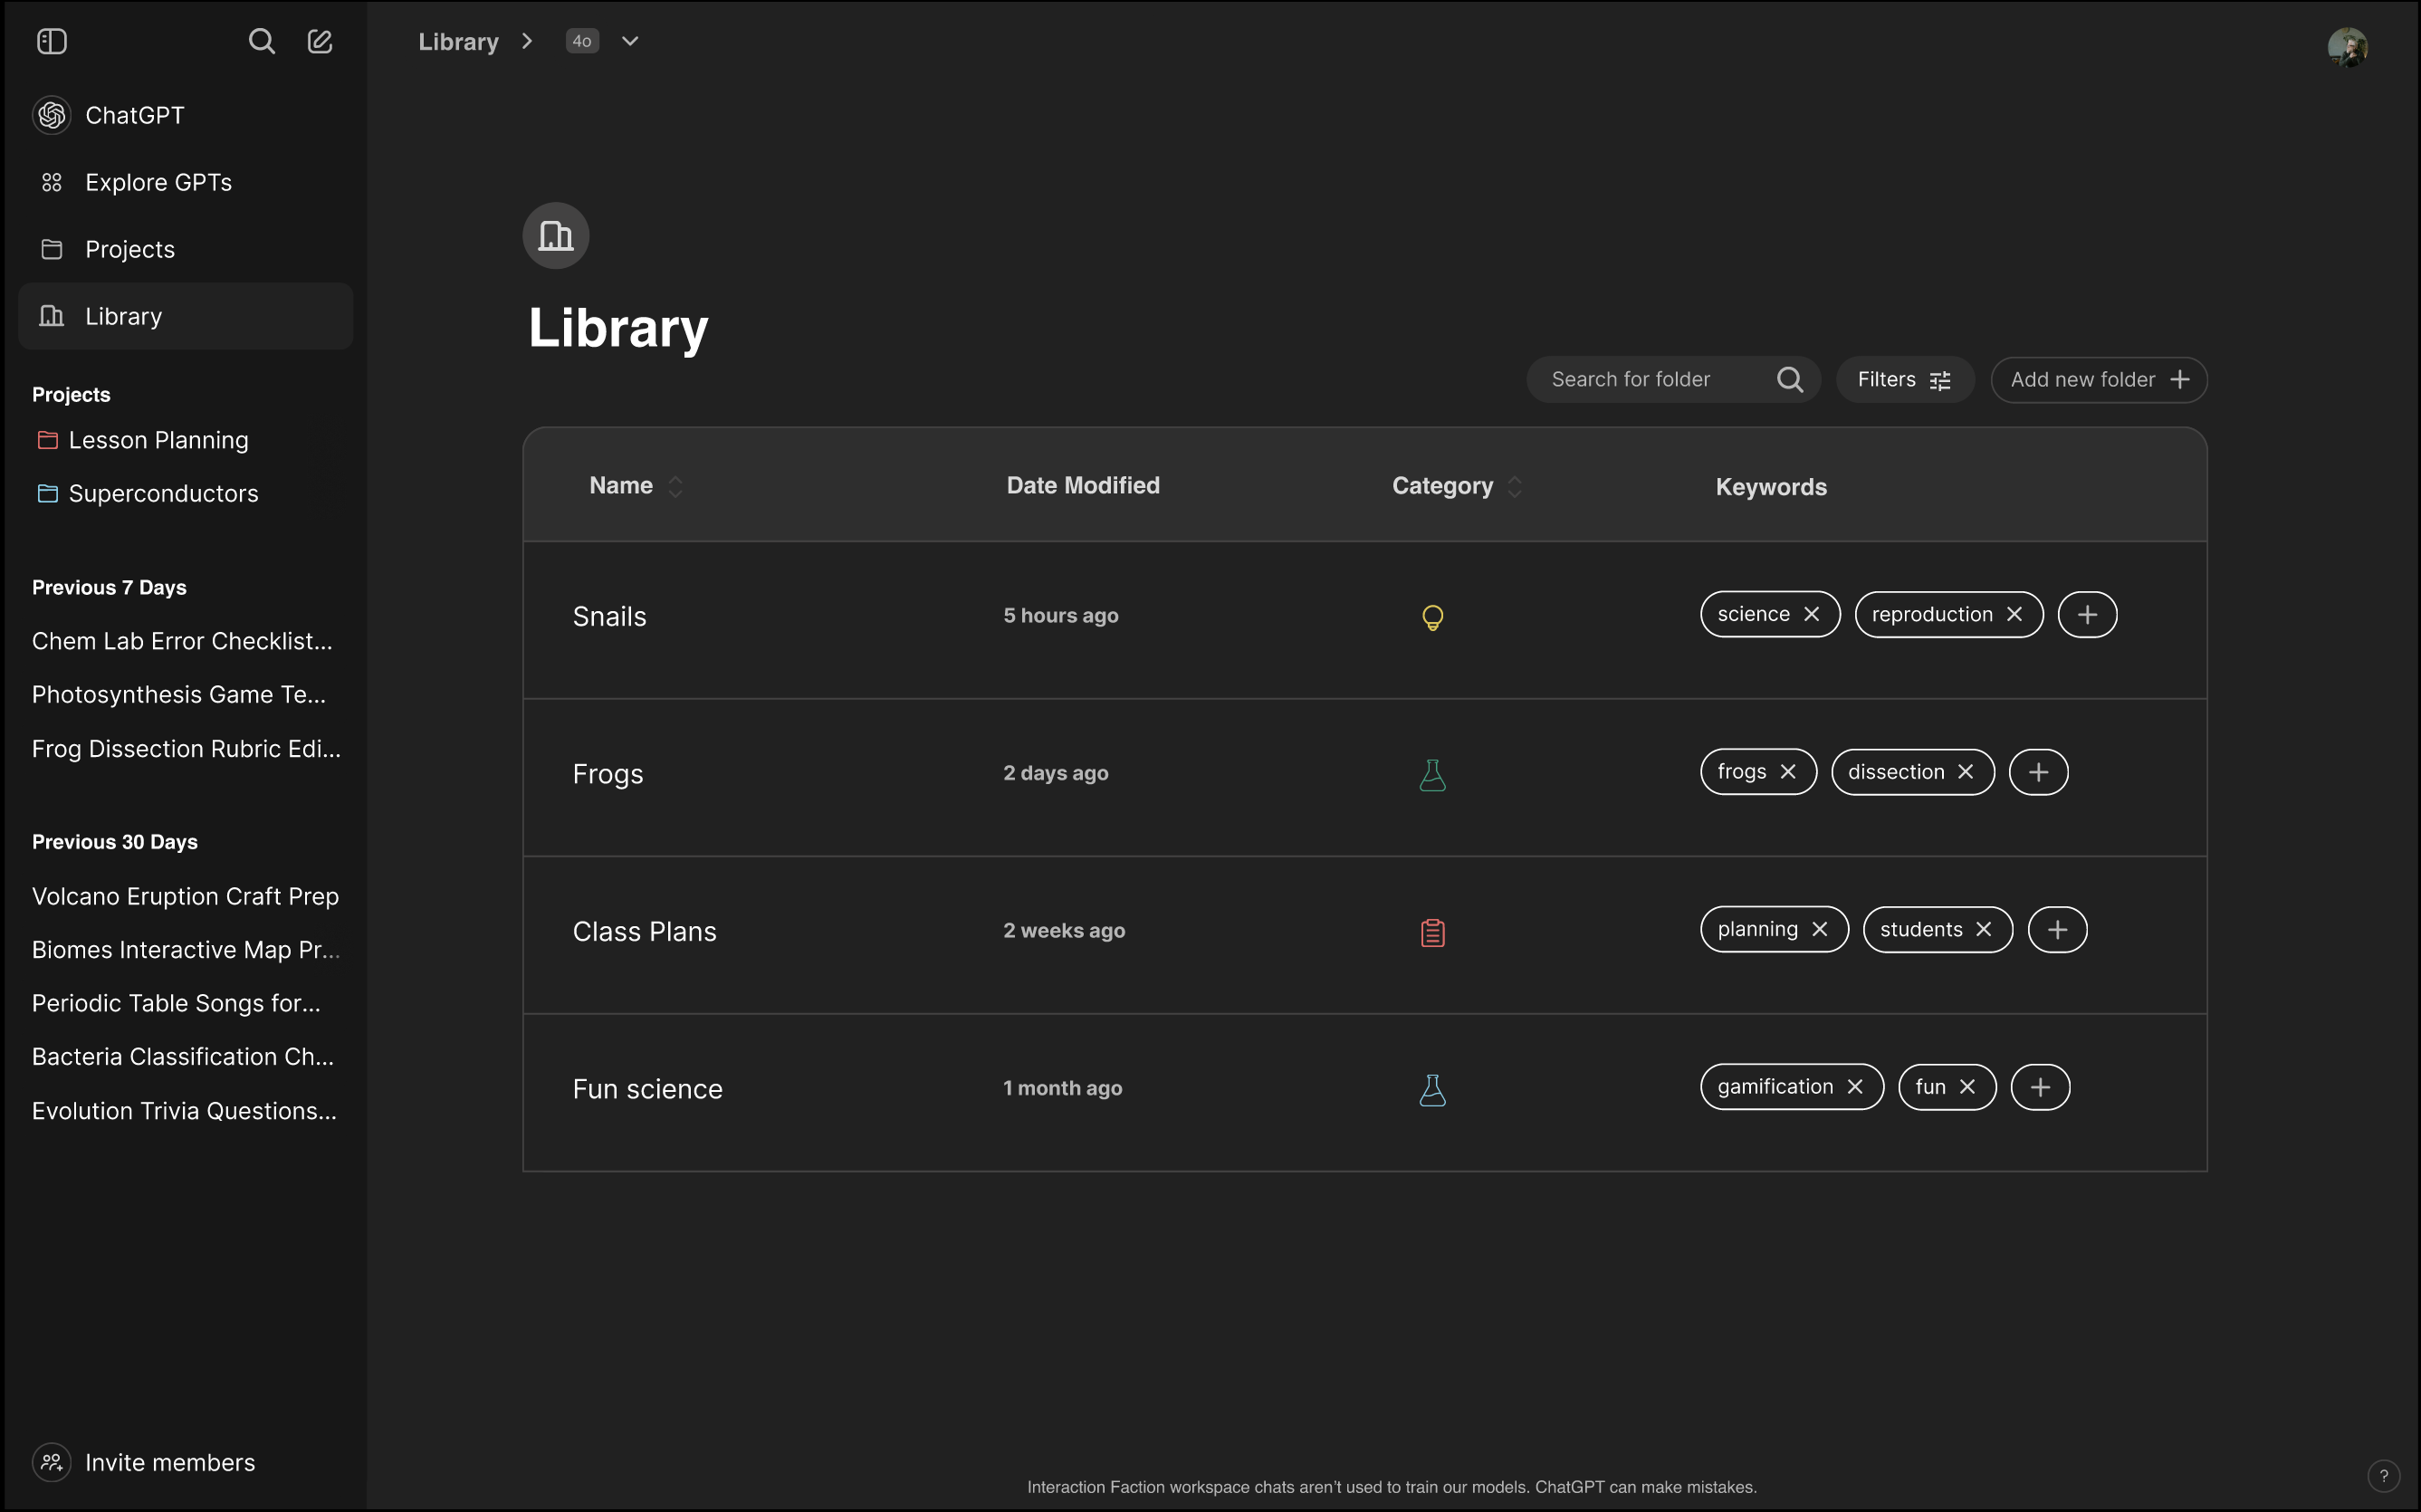 Library > 4o
ChatGPT
Explore GPTs
Projects
Library
Projects
Lesson Planning
Superconductors
Previous 7 Days
Chem Lab Error Checklist...
Photosynthesis Game Te...
Frog Dissection Rubric Edi...
Previous 30 Days
Volcano Eruption Craft Prep
Biomes Interactive Map Pr...
Periodic Table Songs for...
Bacteria Classification Ch...
Evolution Trivia Questions...
Invite members
Library
Search for folder Filters Add new folder +
Name Date Modified Category Keywords
Snails 5 hours ago science reproduction
Frogs 2 days ago frogs dissection
Class Plans 2 weeks ago planning students
Fun science 1 month ago gamification fun
Interaction Faction workspace chats aren't used to train our models. ChatGPT can make mistakes.
?